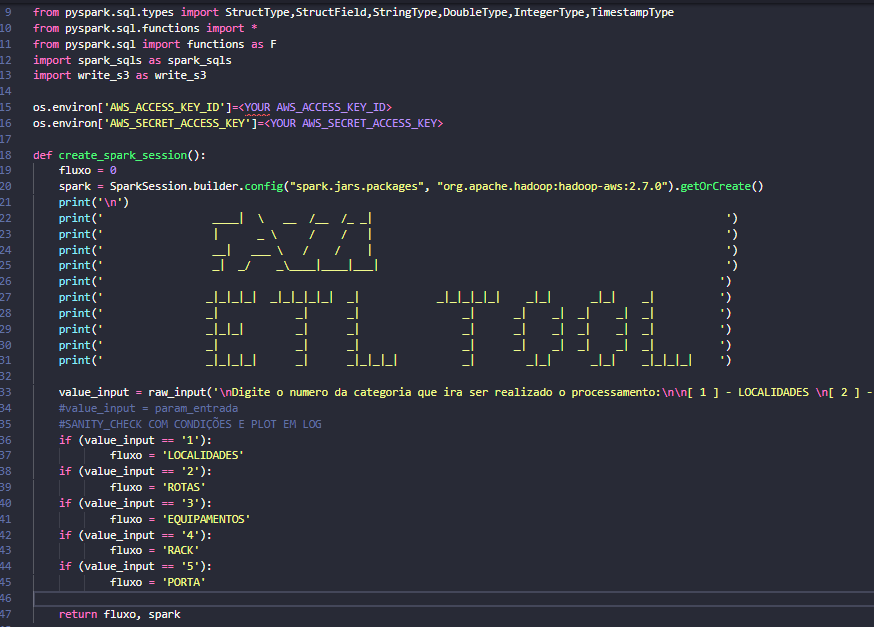 9 from pyspark.sql.types import StructType,StructField,StringType,DoubleType,IntegerType,TimestampType
10 from pyspark.sql.functions import *
11 from pyspark.sql import functions as F
12 import spark_sqls as spark_sqls
13 import write_s3 as write_s3
14
15 os.environ['AWS_ACCESS_KEY_ID']=<YOUR AWS_ACCESS_KEY_ID>
16 os.environ['AWS_SECRET_ACCESS_KEY']=<YOUR AWS_SECRET_ACCESS_KEY>
17
18 def create_spark_session():
19     fluxo = 0
20     spark = SparkSession.builder.config("spark.jars.packages", "org.apache.hadoop:hadoop-aws:2.7.0").getOrCreate()
21     print('\n')
22     print('                 ____|  \   __  /__  /_ _|                                                       ')
23     print('                 |      _ \     /    /   |                                                       ')
24     print('                 __|   ___ \   /    /    |                                                       ')
25     print('                 _|  _/    _\____|____|___|                                                      ')
26     print('                                                                                                ')
27     print('                _|_|_|_|  _|_|_|_|_|  _|            _|_|_|_|_|    _|_|      _|_|    _|          ')
28     print('                _|            _|      _|                _|      _|    _|  _|    _|  _|          ')
29     print('                _|_|_|        _|      _|                _|      _|    _|  _|    _|  _|          ')
30     print('                _|            _|      _|                _|      _|    _|  _|    _|  _|          ')
31     print('                _|_|_|_|      _|      _|_|_|_|          _|        _|_|      _|_|    _|_|_|_|    ')
32
33     value_input = raw_input('\nDigite o numero da categoria que ira ser realizado o processamento:\n\n[ 1 ] - LOCALIDADES \n[ 2 ] -
34     #value_input = param_entrada
35     #SANITY_CHECK COM CONDIÇÕES E PLOT EM LOG
36     if (value_input == '1'):
37             fluxo = 'LOCALIDADES'
38     if (value_input == '2'):
39             fluxo = 'ROTAS'
40     if (value_input == '3'):
41             fluxo = 'EQUIPAMENTOS'
42     if (value_input == '4'):
43             fluxo = 'RACK'
44     if (value_input == '5'):
45             fluxo = 'PORTA'
46
47     return fluxo, spark